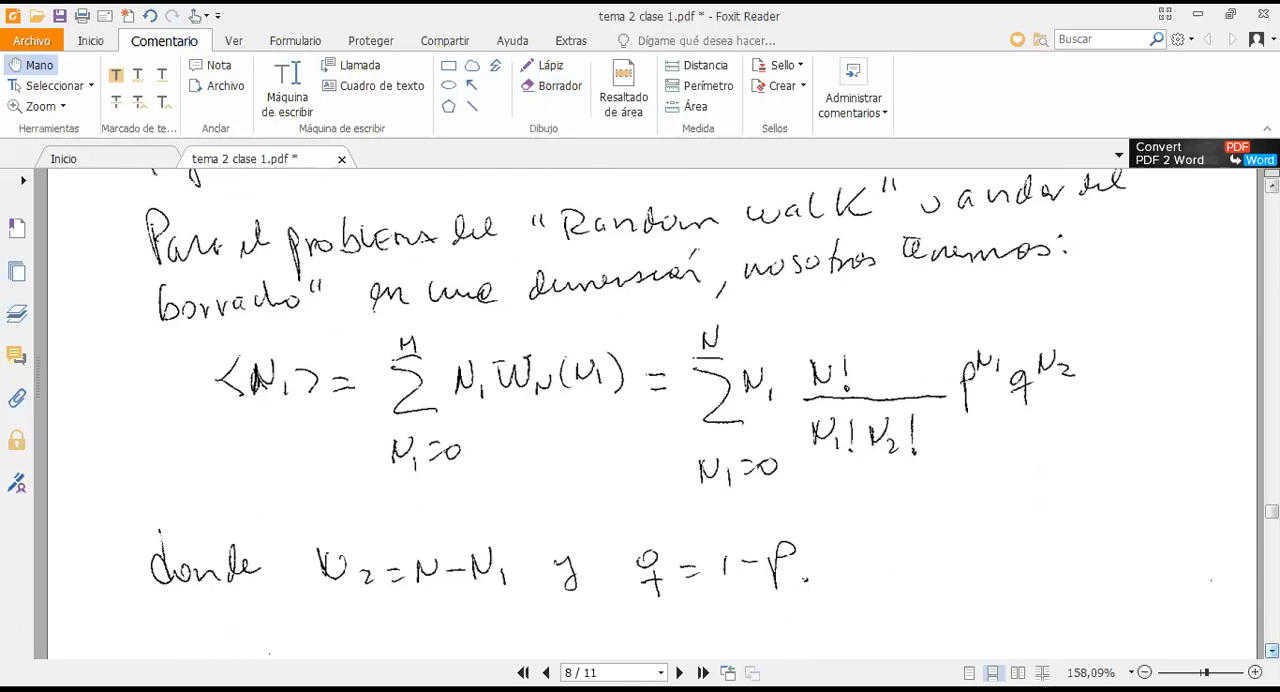 tema 2 clase 1.pdf * - Foxit Reader
Archivo Inicio Comentario Ver Formulario Proteger Compartir Ayuda Extras Dígame qué desea hacer... Buscar
Mano Nota Llamada Lápiz Distancia Sello
Seleccionar Archivo Cuadro de texto Borrador Perímetro Crear
Zoom Máquina de escribir Resaltado de área Área Administrar comentarios
Herramientas Marcado de te... Anclar Máquina de escribir Dibujo Medida Sellos
Inicio tema 2 clase 1.pdf * Convert PDF
PDF 2 Word Word
Para el problema del "Random walk" o andar del
borracho" en una dimensión, nosotros tenemos:
<N₁> = Σ N₁ W_N(N₁) = Σ N₁ N! / N₁! N₂! p^N₁ q^N₂
N₁=0 N₁=0
donde N₂ = N - N₁ y q = 1 - p.
8 / 11 158,09%